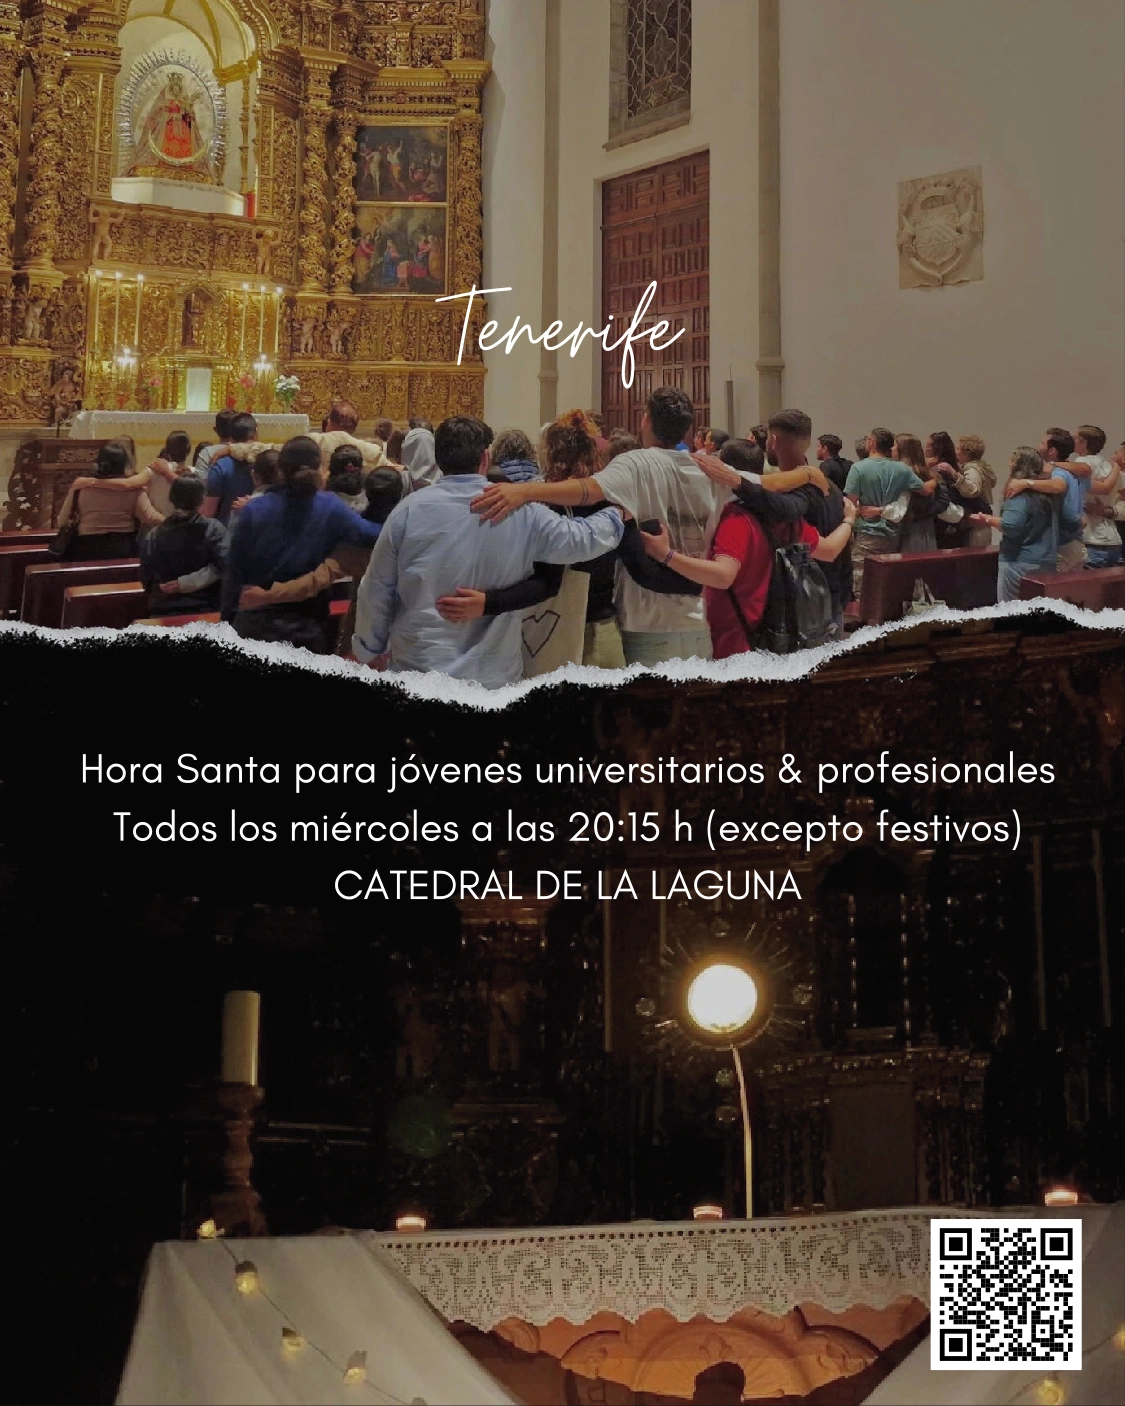 Tenerife
Hora Santa para jóvenes universitarios & profesionales
Todos los miércoles a las 20:15 h (excepto festivos)
CATEDRAL DE LA LAGUNA